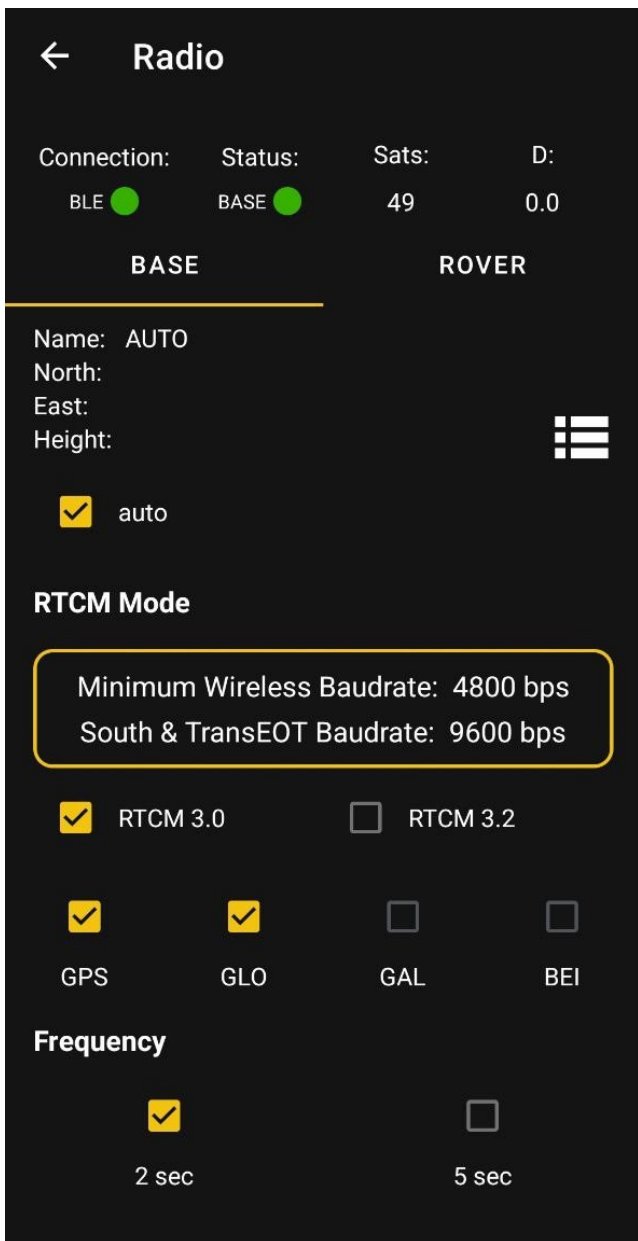 Radio
Connection: Status: Sats: D:
BLE BASE 49 0.0
BASE ROVER
Name: AUTO
North:
East:
Height:
auto
RTCM Mode
Minimum Wireless Baudrate: 4800 bps
South & TransEOT Baudrate: 9600 bps
RTCM 3.0 RTCM 3.2
GPS GLO GAL BEI
Frequency
2 sec 5 sec